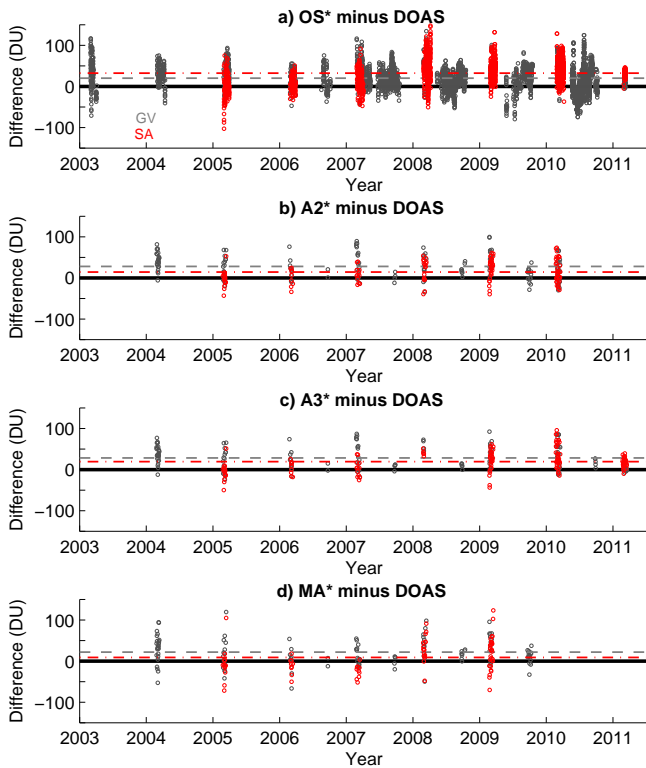 a) OS* minus DOAS
100
0
−100
Difference (DU)
GV
SA
2003 2004 2005 2006 2007 2008 2009 2010 2011
Year
b) A2* minus DOAS
100
0
−100
Difference (DU)
2003 2004 2005 2006 2007 2008 2009 2010 2011
Year
c) A3* minus DOAS
100
0
−100
Difference (DU)
2003 2004 2005 2006 2007 2008 2009 2010 2011
Year
d) MA* minus DOAS
100
0
−100
Difference (DU)
2003 2004 2005 2006 2007 2008 2009 2010 2011
Year